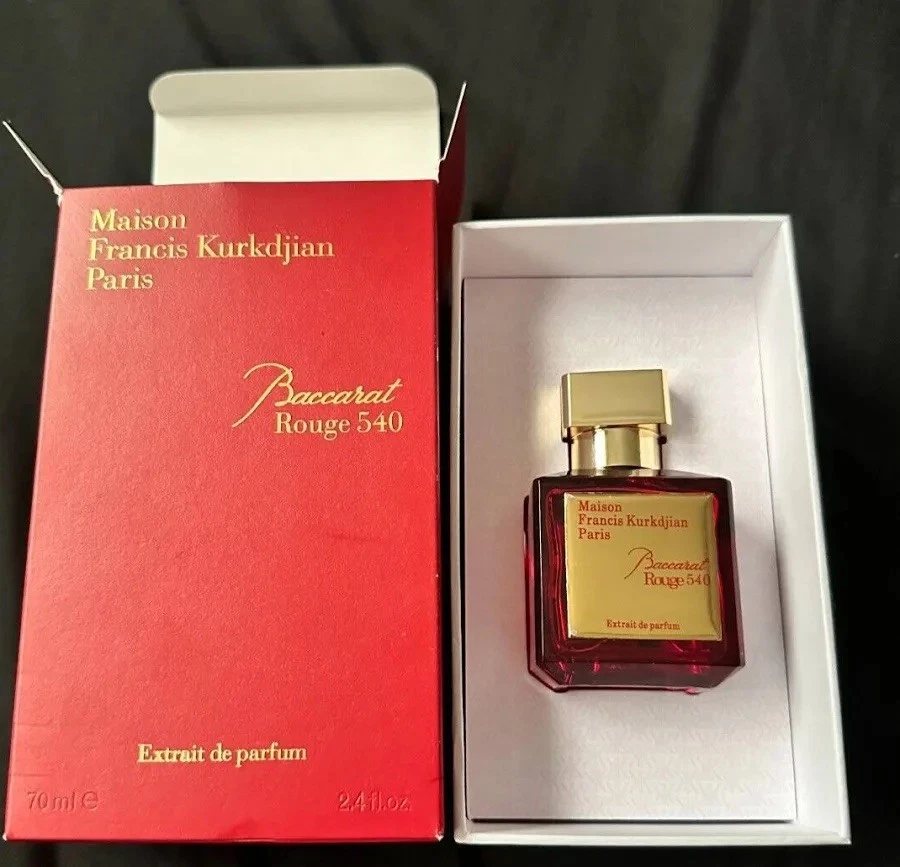 Maison
Francis Kurkdjian
Paris
Baccarat
Rouge 540
Extrait de parfum
70 ml e 2.4 fl.oz.
Maison
Francis Kurkdjian
Paris
Baccarat
Rouge 540
Extrait de parfum